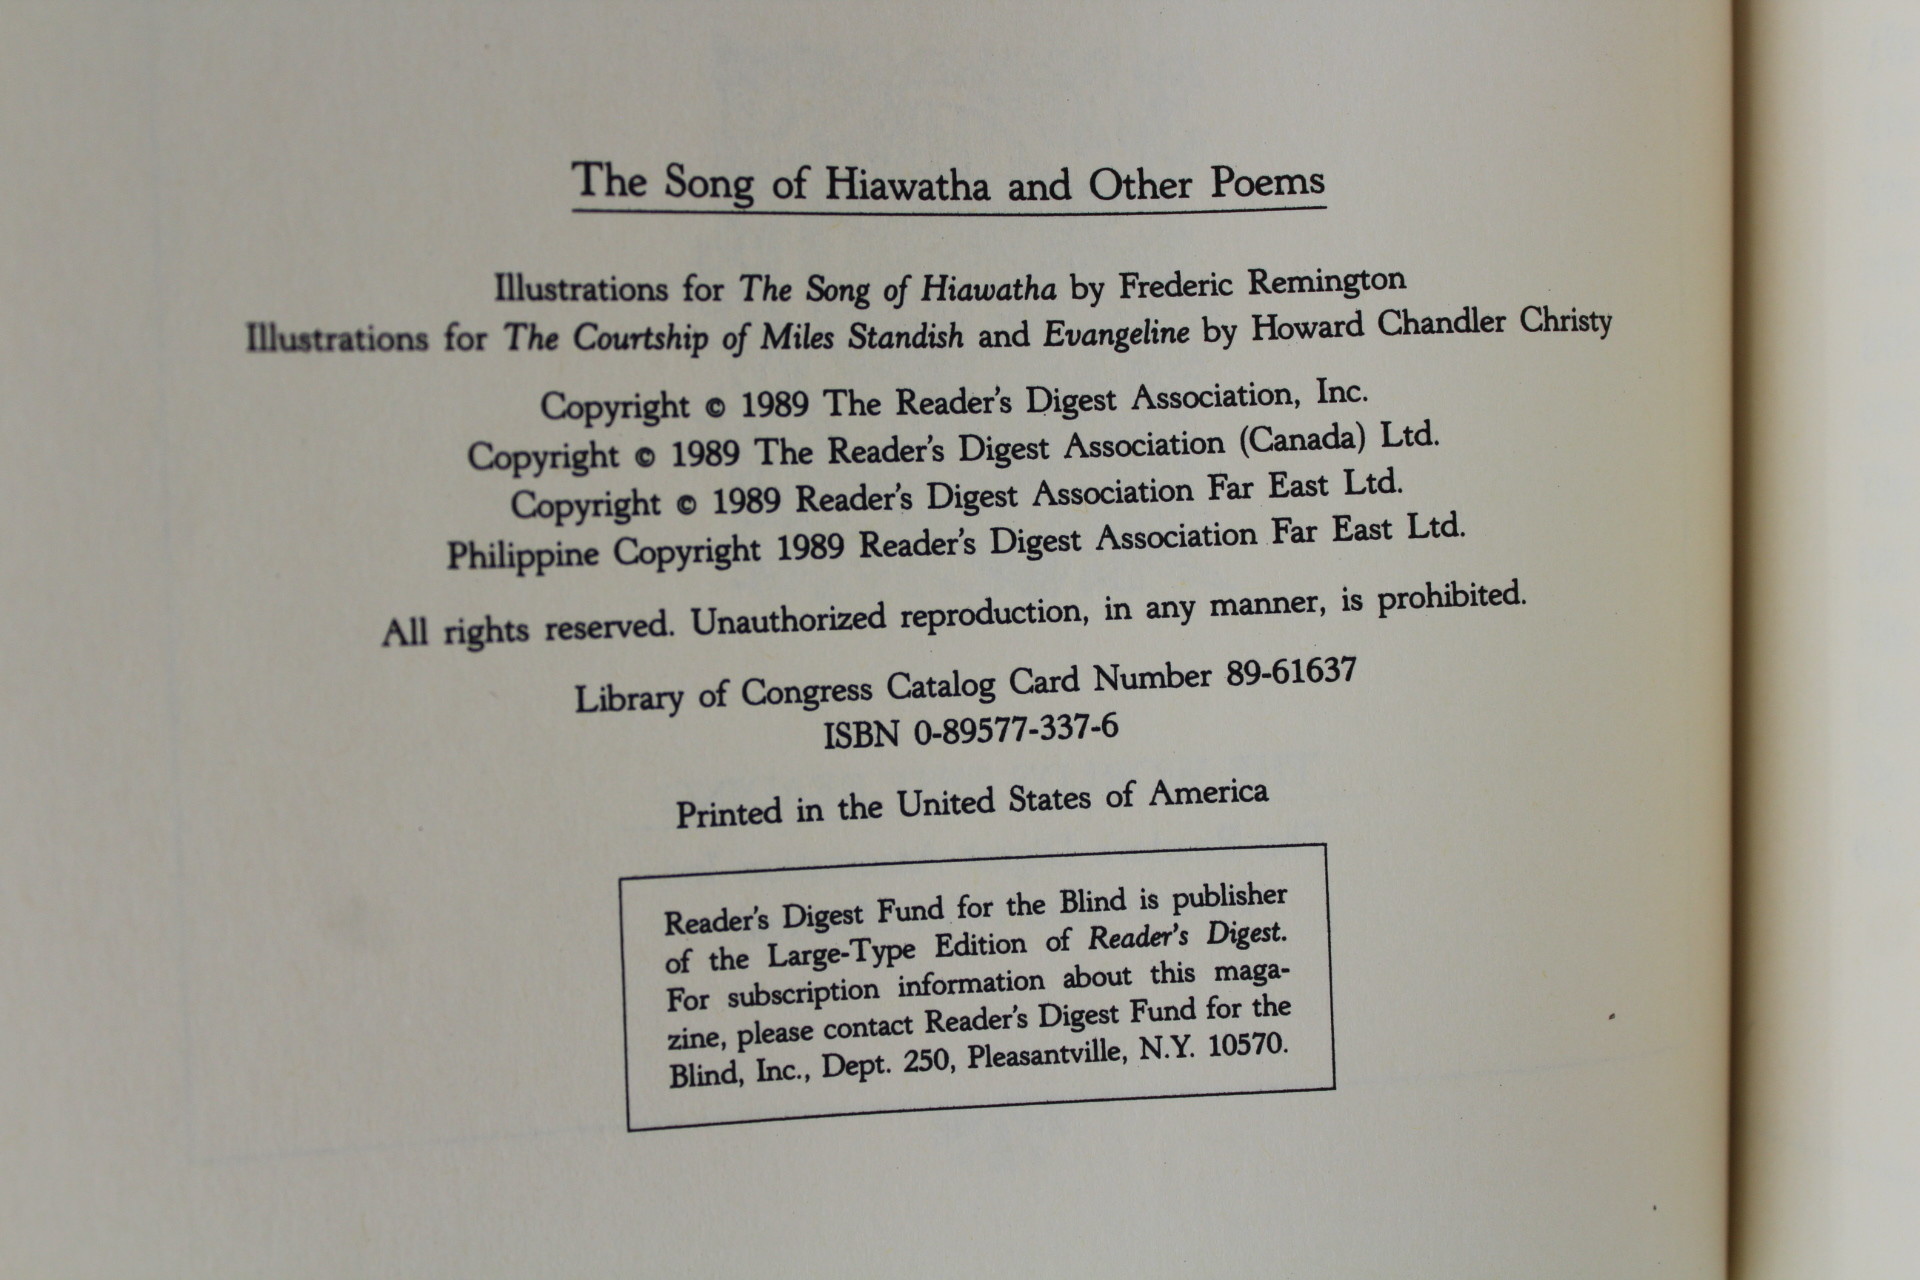 The Song of Hiawatha and Other Poems
Illustrations for The Song of Hiawatha by Frederic Remington
Illustrations for The Courtship of Miles Standish and Evangeline by Howard Chandler Christy
Copyright © 1989 The Reader's Digest Association, Inc.
Copyright © 1989 The Reader's Digest Association (Canada) Ltd.
Copyright © 1989 Reader's Digest Association Far East Ltd.
Philippine Copyright 1989 Reader's Digest Association Far East Ltd.
All rights reserved. Unauthorized reproduction, in any manner, is prohibited.
Library of Congress Catalog Card Number 89-61637
ISBN 0-89577-337-6
Printed in the United States of America
Reader's Digest Fund for the Blind is publisher
of the Large-Type Edition of Reader's Digest.
For subscription information about this maga-
zine, please contact Reader's Digest Fund for the
Blind, Inc., Dept. 250, Pleasantville, N.Y. 10570.